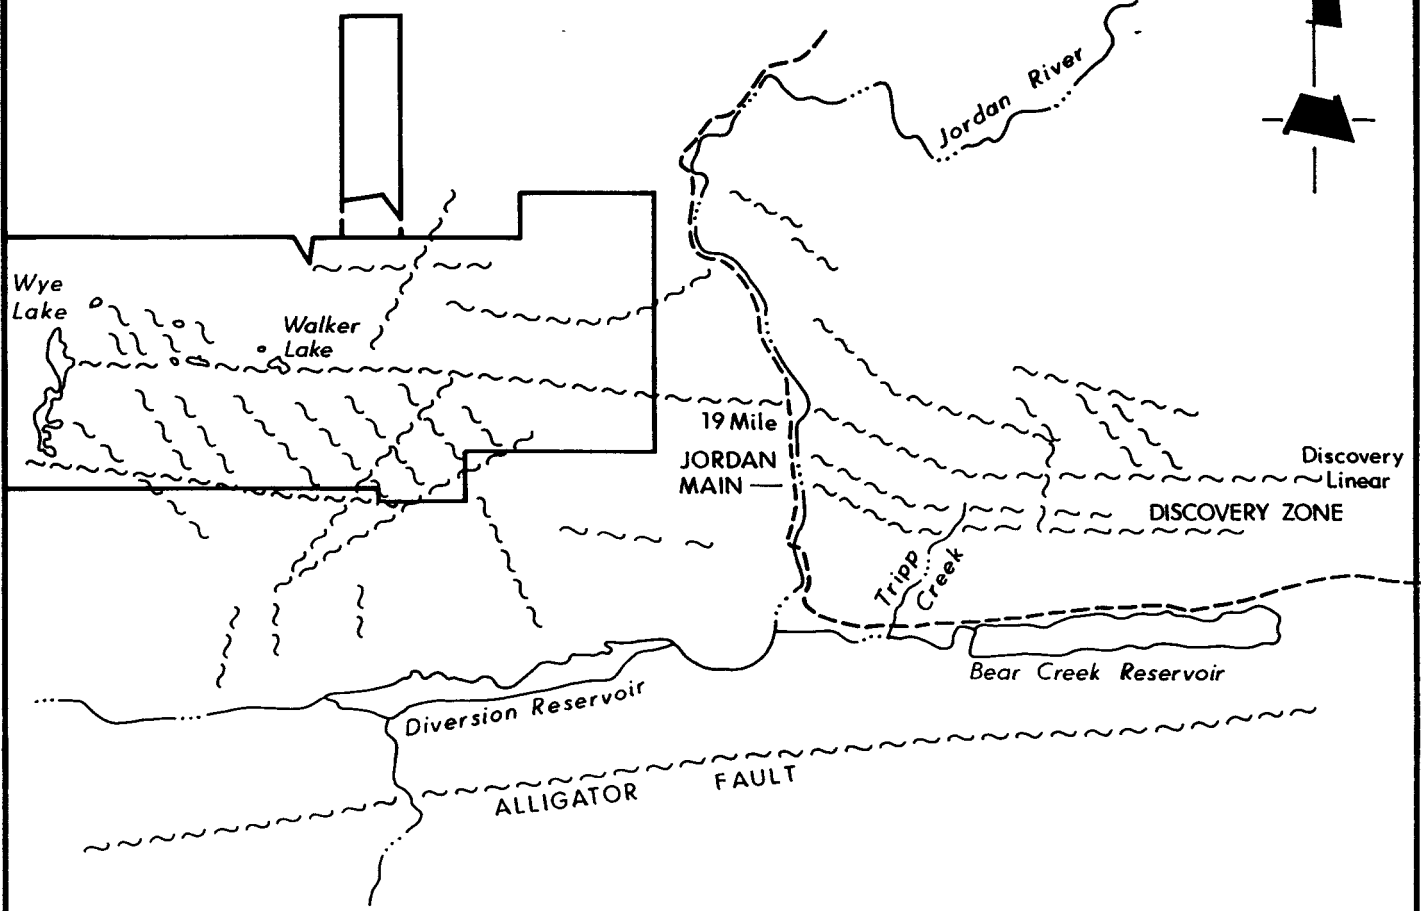 Jordan River
Wye
Lake
Walker
Lake
19 Mile
JORDAN
MAIN
Discovery
Linear
DISCOVERY ZONE
Tripp
Creek
Bear Creek Reservoir
Diversion Reservoir
ALLIGATOR FAULT